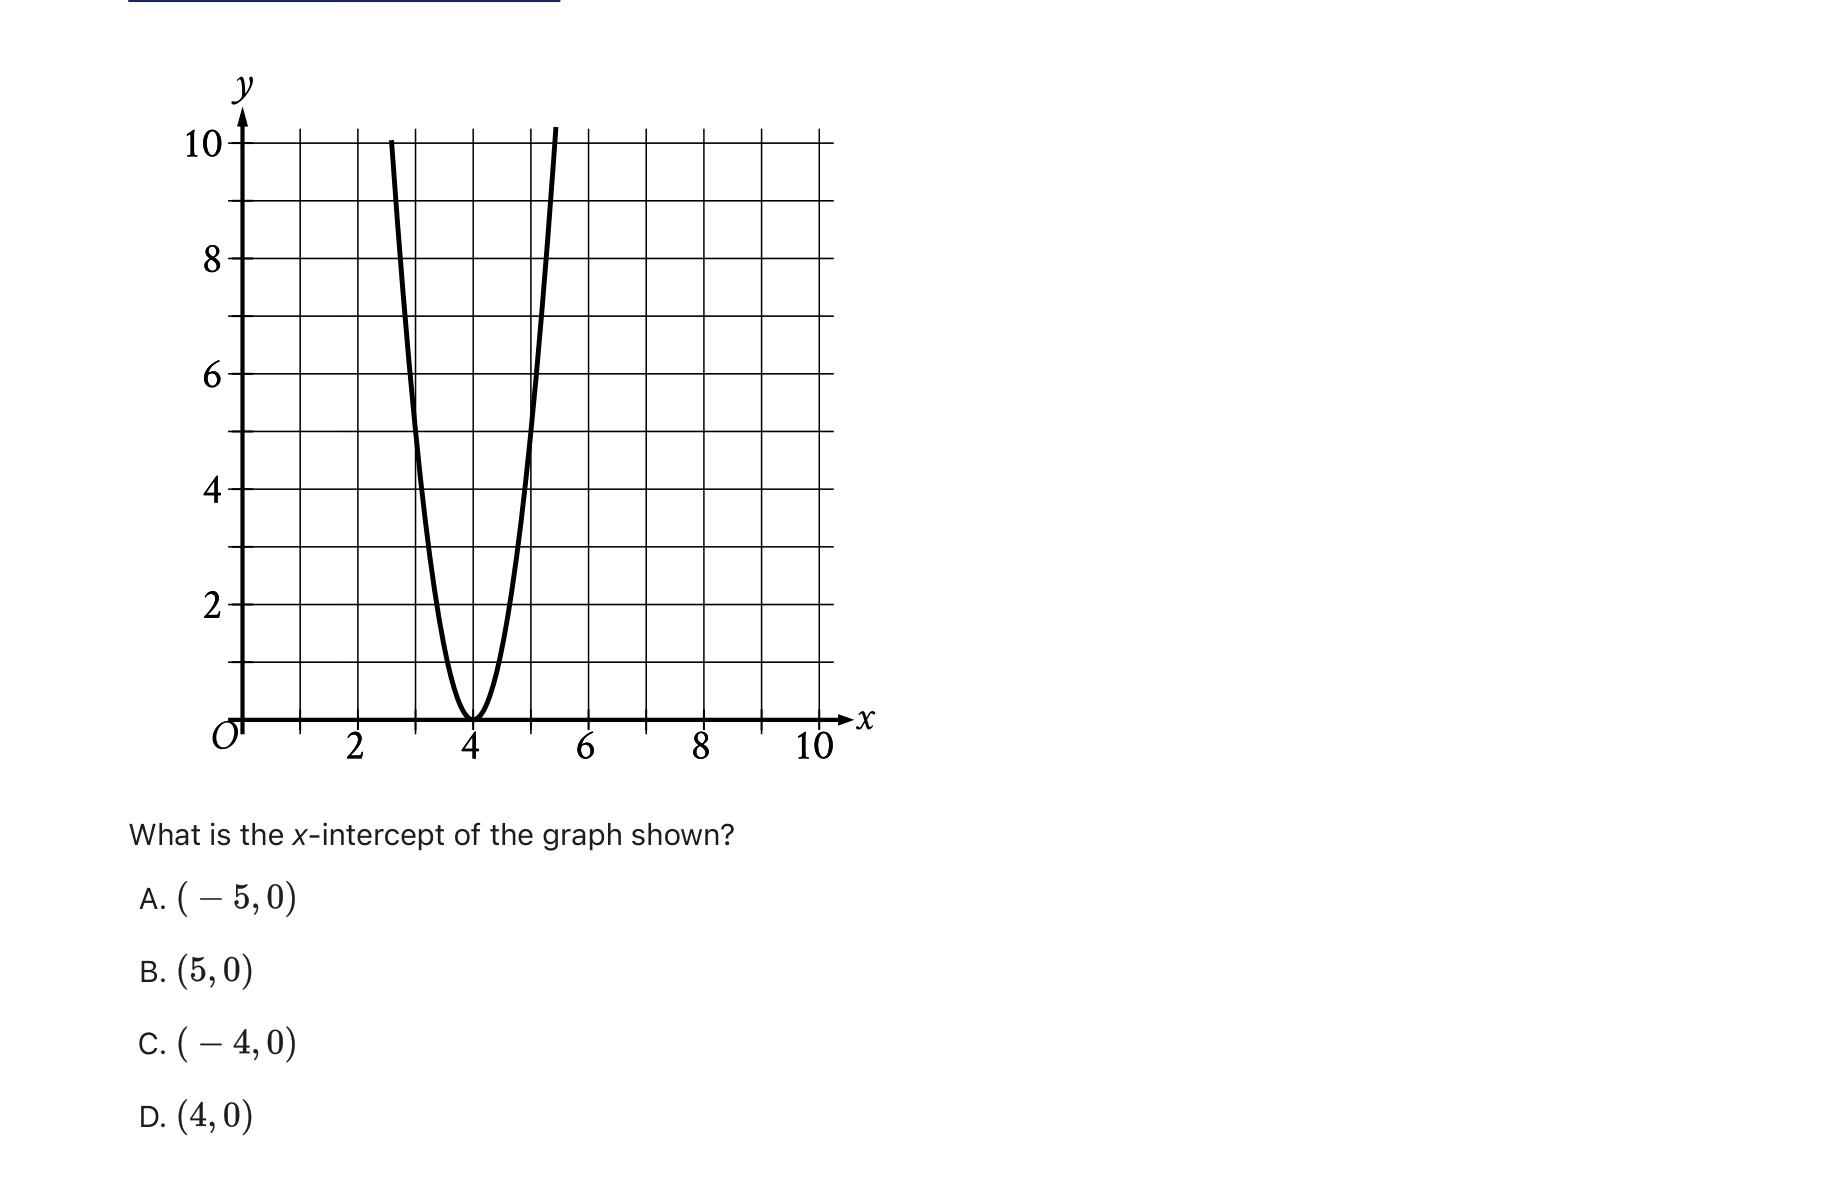 y
10
8
6
4
2
O
2 4 6 8 10 x
What is the x-intercept of the graph shown?
A. ( − 5, 0)
B. (5, 0)
C. ( − 4, 0)
D. (4, 0)